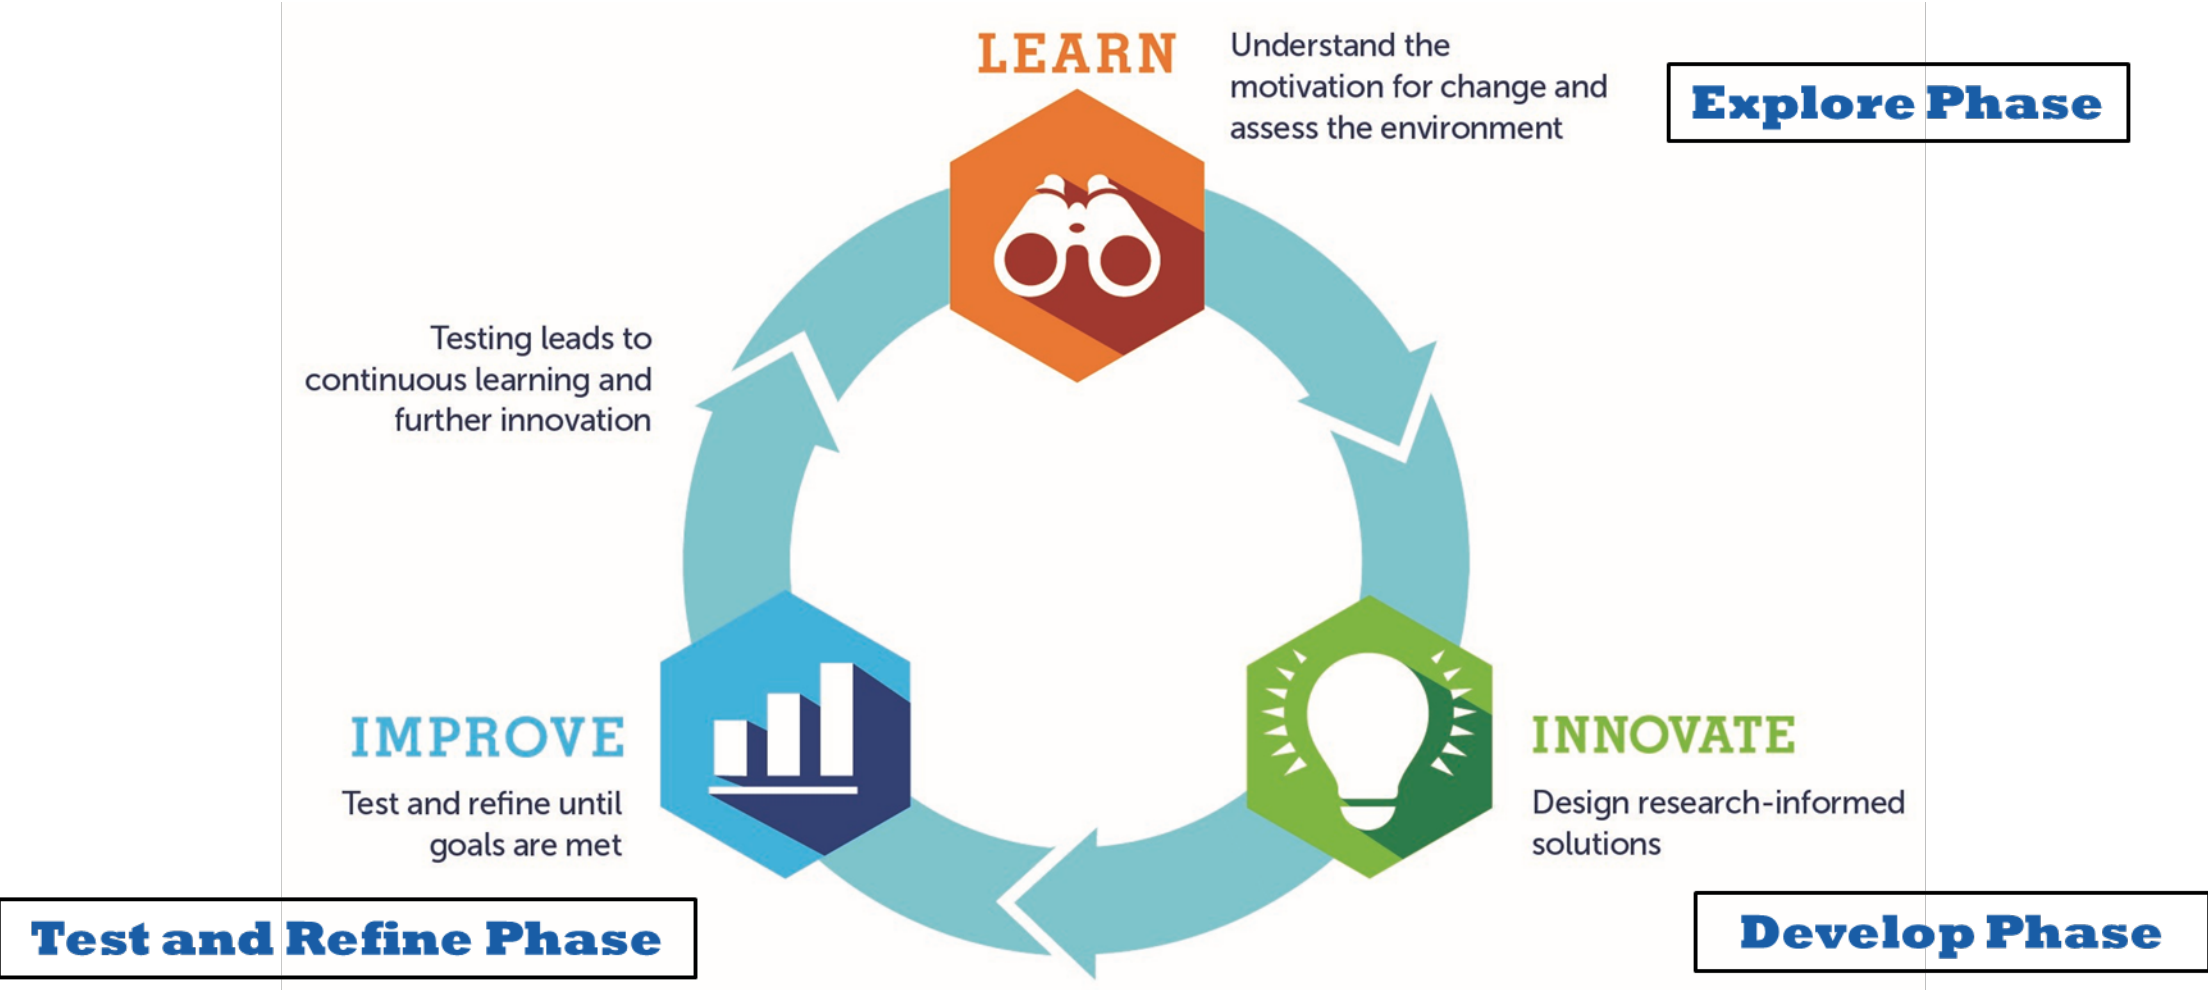 LEARN
Understand the
motivation for change and
assess the environment
Explore Phase
Testing leads to
continuous learning and
further innovation
IMPROVE
Test and refine until
goals are met
INNOVATE
Design research-informed
solutions
Test and Refine Phase
Develop Phase